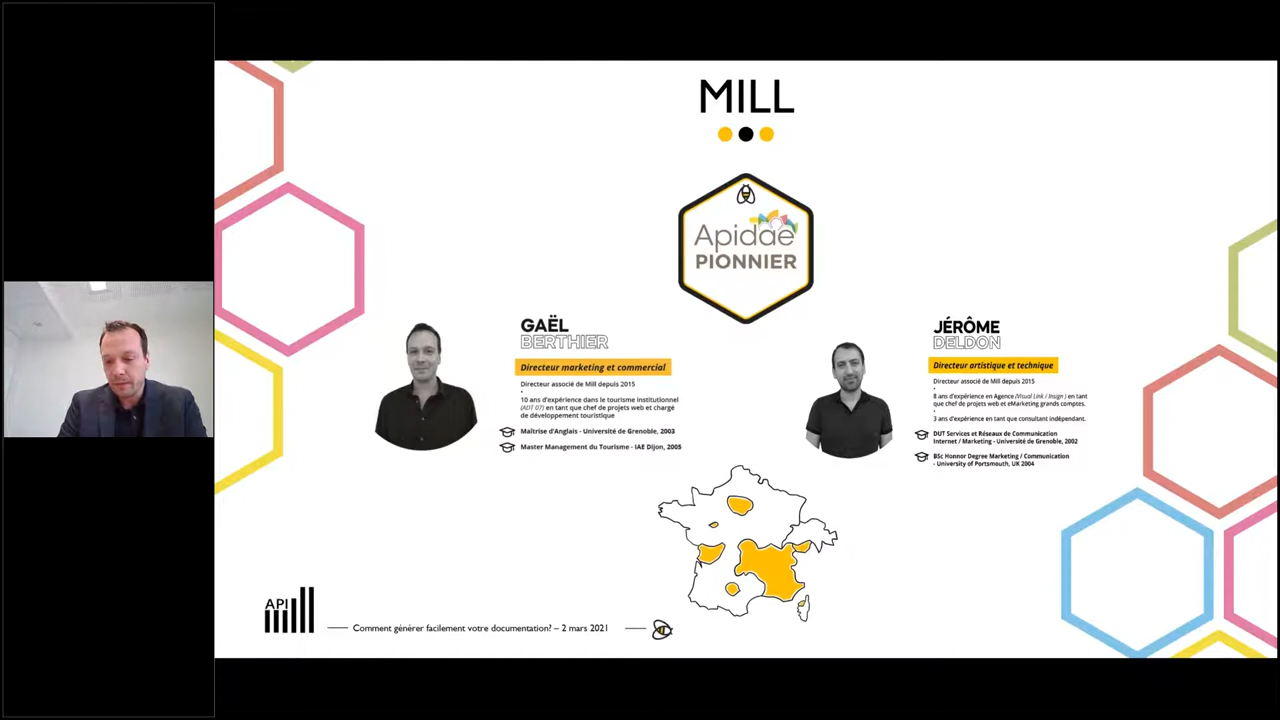 MILL
Apidae
PIONNIER
GAËL
BERTHIER
Directeur marketing et commercial
Directeur associé de Mill depuis 2015
•
10 ans d'expérience dans le tourisme institutionnel
(ADT 07) en tant que chef de projets web et chargé
de développement touristique
Maîtrise d'Anglais - Université de Grenoble, 2003
Master Management du Tourisme - IAE Dijon, 2005
JÉRÔME
DELDON
Directeur artistique et technique
Directeur associé de Mill depuis 2015
•
8 ans d'expérience en Agence (Visual Link / Insign) en tant
que chef de projets web et eMarketing grands comptes.
•
3 ans d'expérience en tant que consultant indépendant.
DUT Services et Réseaux de Communication
Internet / Marketing - Université de Grenoble, 2002
BSc Honnor Degree Marketing / Communication
- University of Portsmouth, UK 2004
API
Comment générer facilement votre documentation? – 2 mars 2021